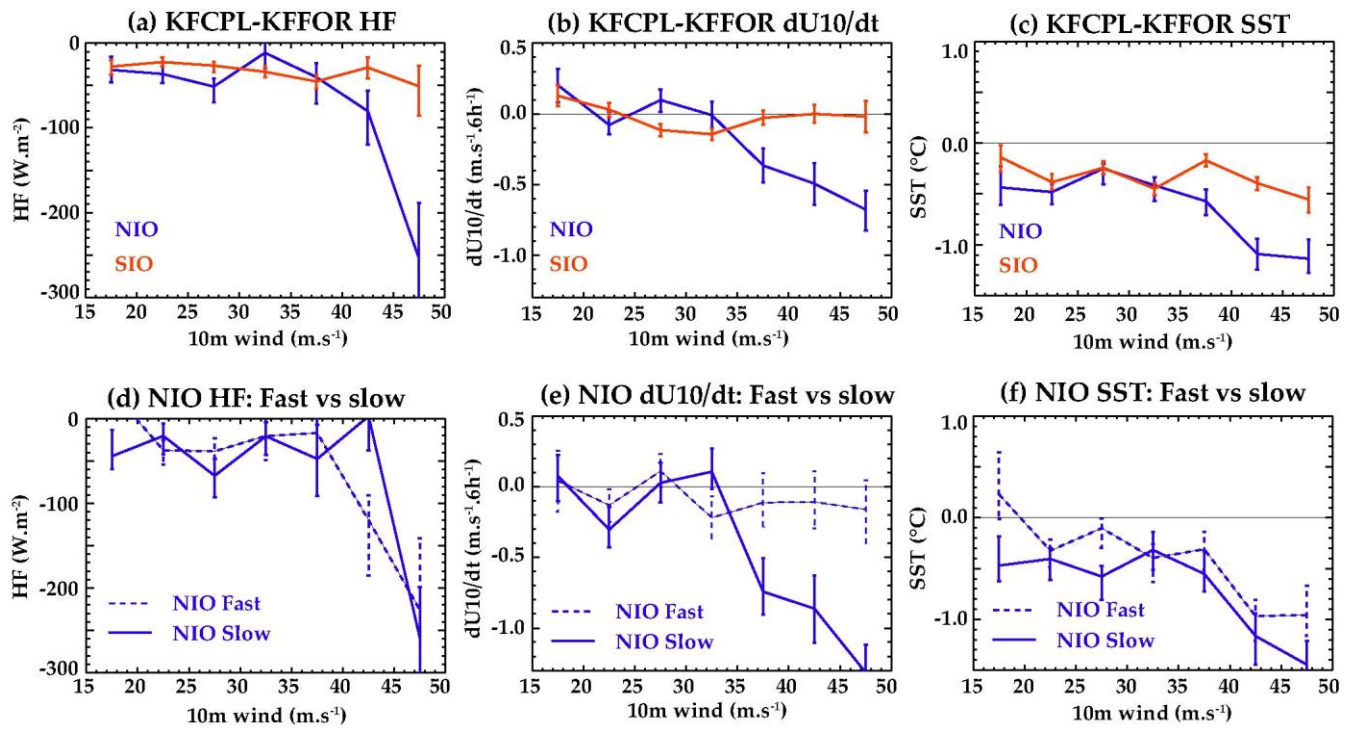 (a) KFCPL-KFFOR HF
HF (W.m⁻²)
0
-100
-200
-300
NIO
SIO
15 20 25 30 35 40 45 50
10m wind (m.s⁻¹)
(b) KFCPL-KFFOR dU10/dt
dU10/dt (m.s⁻¹.6h⁻¹)
0.5
0.0
-0.5
-1.0
NIO
SIO
15 20 25 30 35 40 45 50
10m wind (m.s⁻¹)
(c) KFCPL-KFFOR SST
SST (°C)
1.0
0.0
-1.0
NIO
SIO
15 20 25 30 35 40 45 50
10m wind (m.s⁻¹)
(d) NIO HF: Fast vs slow
HF (W.m⁻²)
0
-100
-200
-300
NIO Fast
NIO Slow
15 20 25 30 35 40 45 50
10m wind (m.s⁻¹)
(e) NIO dU10/dt: Fast vs slow
dU10/dt (m.s⁻¹.6h⁻¹)
0.5
0.0
-0.5
-1.0
NIO Fast
NIO Slow
15 20 25 30 35 40 45 50
10m wind (m.s⁻¹)
(f) NIO SST: Fast vs slow
SST (°C)
1.0
0.0
-1.0
NIO Fast
NIO Slow
15 20 25 30 35 40 45 50
10m wind (m.s⁻¹)